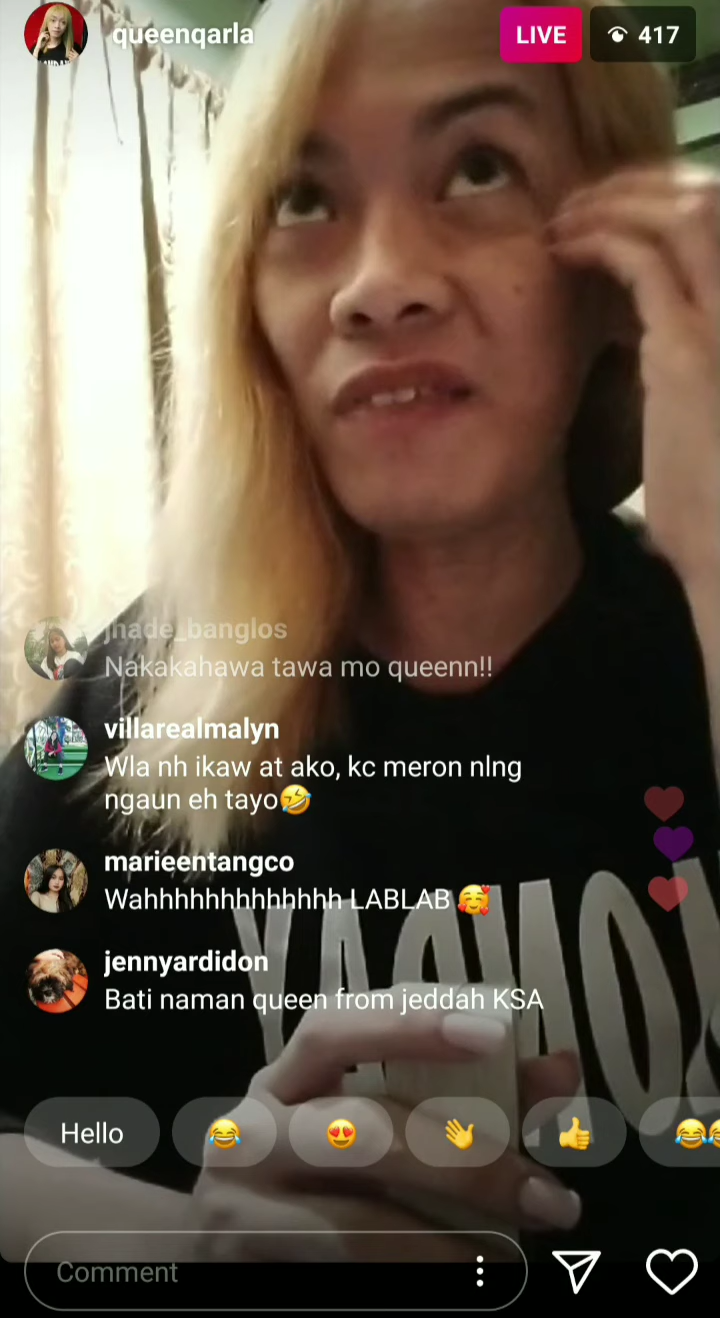 queenqarla
LIVE
417
jhade_banglos
Nakakahawa tawa mo queenn!!
villarealmalyn
Wla nh ikaw at ako, kc meron nlng
ngaun eh tayo🤣
marieentangco
Wahhhhhhhhhhhhhh LABLAB 🥰
jennyardidon
Bati naman queen from jeddah KSA
Hello
😂
😍
👋
👍
😂
Comment